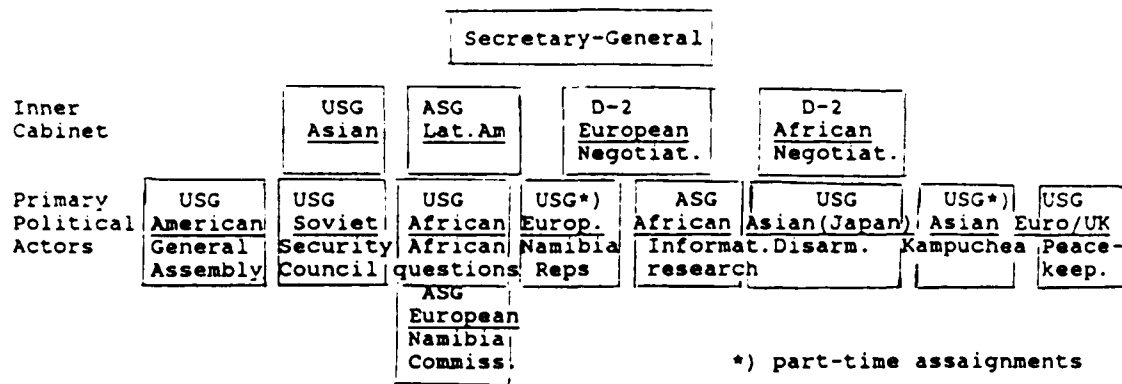 Secretary-General
Inner USG ASG D-2 D-2
Cabinet Asian Lat.Am European African
Negotiat. Negotiat.
Primary USG USG USG USG*) ASG USG USG*) USG
Political American Soviet African Europ. African Asian(Japan) Asian Euro/UK
Actors General Security African Namibia Informat. Disarm. Kampuchea Peace-
Assembly Council questions Reps research keep.
ASG
European
Namibia
Commiss.
*) part-time assaignments